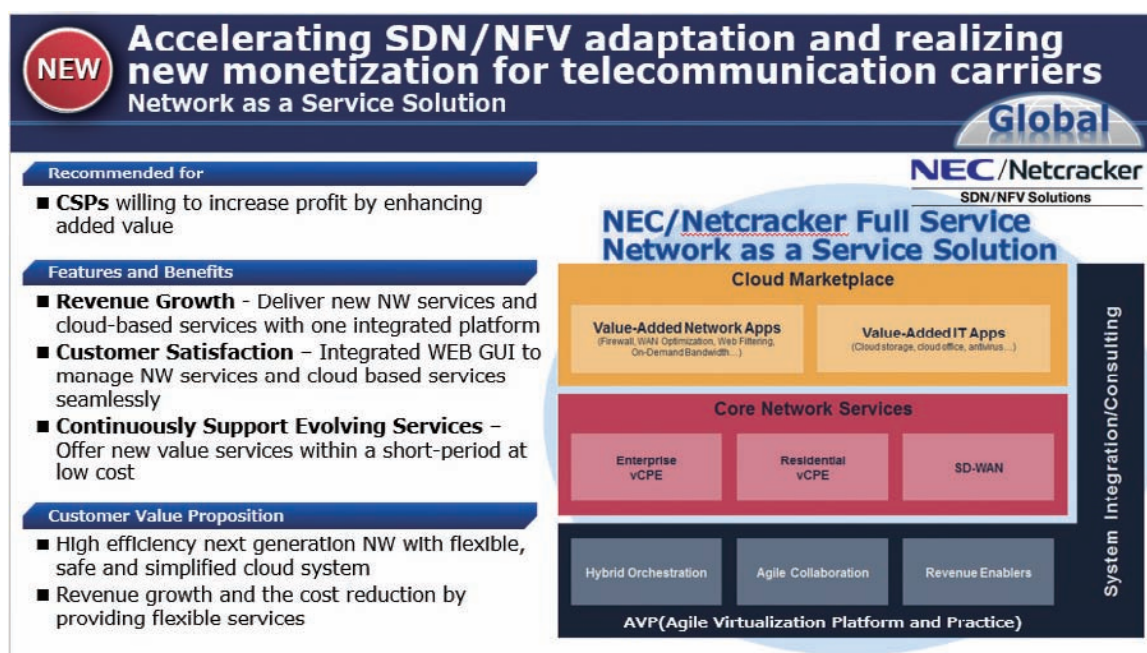 NEW
Accelerating SDN/NFV adaptation and realizing
new monetization for telecommunication carriers
Network as a Service Solution
Global
NEC/Netcracker
SDN/NFV Solutions
Recommended for
■ CSPs willing to increase profit by enhancing
added value
Features and Benefits
■ Revenue Growth - Deliver new NW services and
cloud-based services with one integrated platform
■ Customer Satisfaction – Integrated WEB GUI to
manage NW services and cloud based services
seamlessly
■ Continuously Support Evolving Services –
Offer new value services within a short-period at
low cost
Customer Value Proposition
■ High efficiency next generation NW with flexible,
safe and simplified cloud system
■ Revenue growth and the cost reduction by
providing flexible services
NEC/Netcracker Full Service
Network as a Service Solution
Cloud Marketplace
Value-Added Network Apps
(Firewall, WAN Optimization, Web Filtering,
On-Demand Bandwidth…)
Value-Added IT Apps
(Cloud storage, cloud office, antivirus…)
Core Network Services
Enterprise
vCPE
Residential
vCPE
SD-WAN
Hybrid Orchestration
Agile Collaboration
Revenue Enablers
AVP(Agile Virtualization Platform and Practice)
System Integration/Consulting